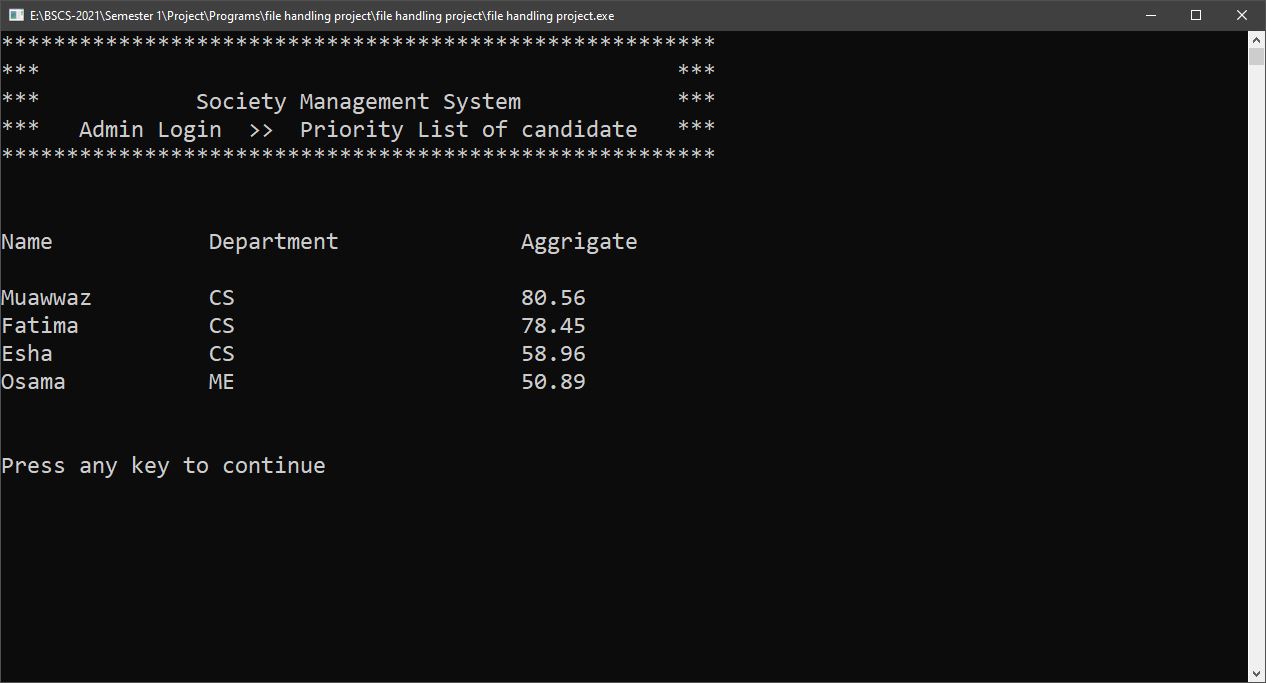 E:\BSCS-2021\Semester 1\Project\Programs\file handling project\file handling project\file handling project.exe
*******************************************************
***                                                 ***
***            Society Management System            ***
***   Admin Login  >>  Priority List of candidate   ***
*******************************************************
Name            Department              Aggrigate
Muawwaz         CS                      80.56
Fatima          CS                      78.45
Esha            CS                      58.96
Osama           ME                      50.89
Press any key to continue